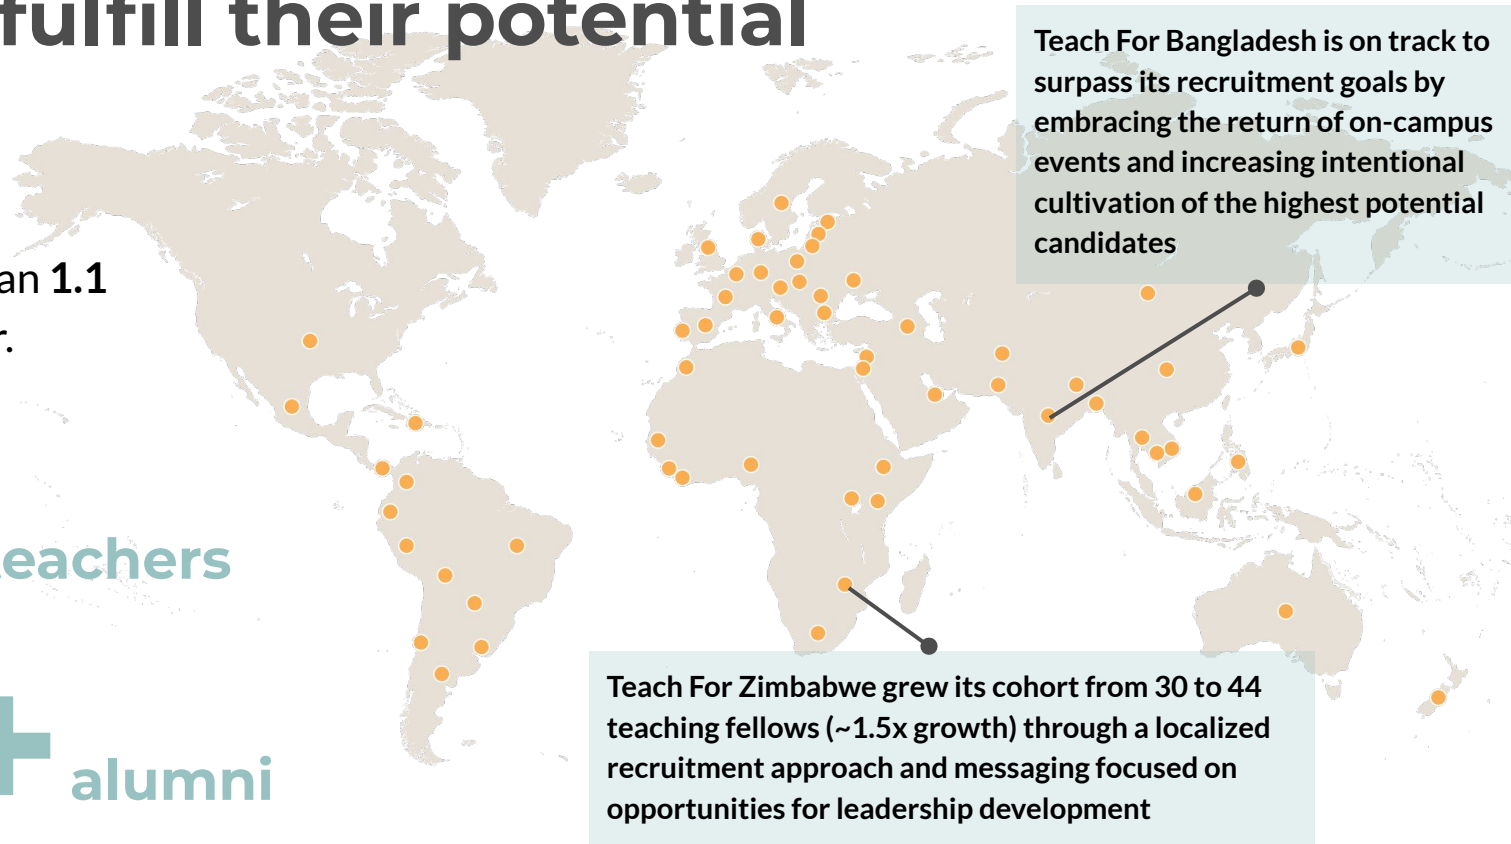 fulfill their potential
Teach For Bangladesh is on track to
surpass its recruitment goals by
embracing the return of on-campus
events and increasing intentional
cultivation of the highest potential
candidates
an 1.1
r.
teachers
+
alumni
Teach For Zimbabwe grew its cohort from 30 to 44
teaching fellows (~1.5x growth) through a localized
recruitment approach and messaging focused on
opportunities for leadership development